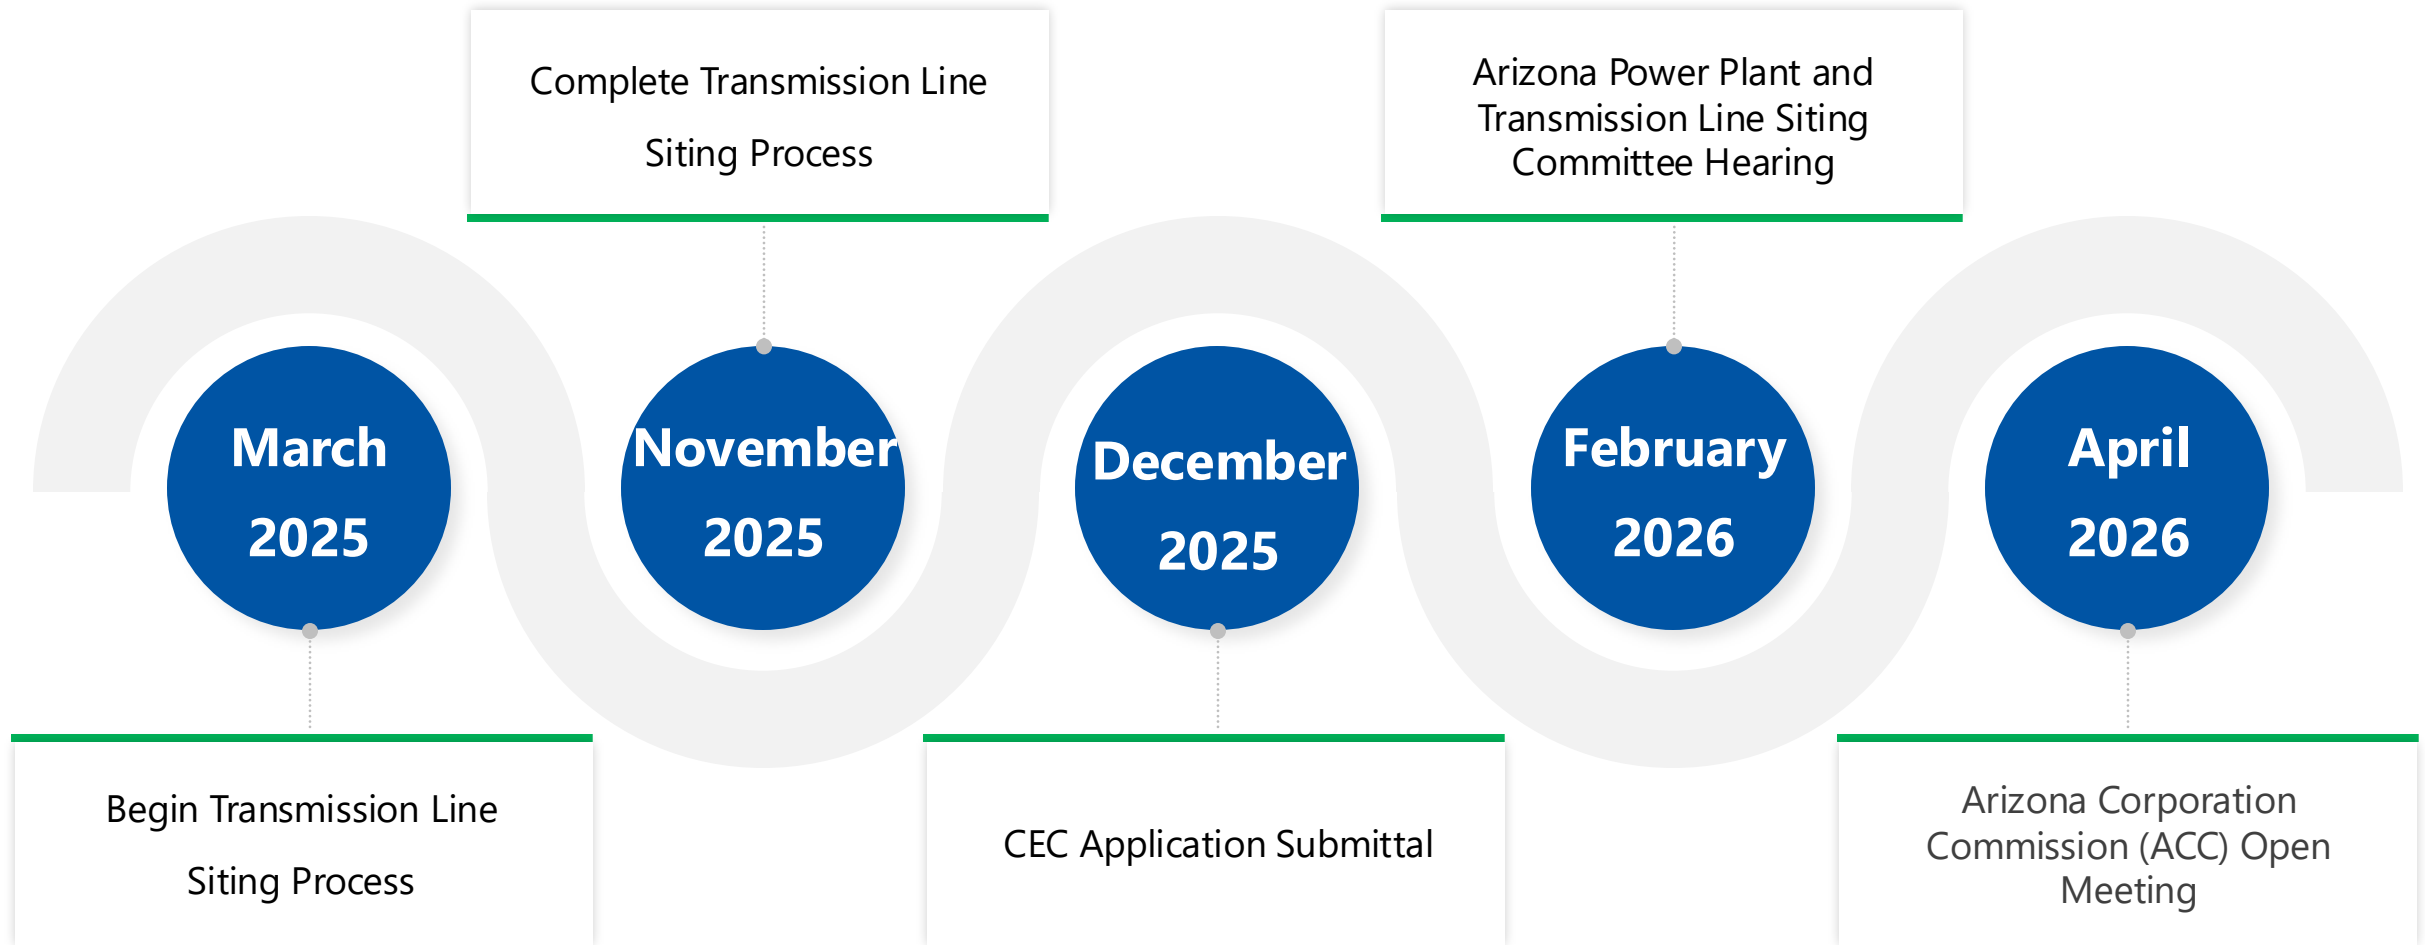 Complete Transmission Line
Siting Process
Arizona Power Plant and
Transmission Line Siting
Committee Hearing
March
2025
November
2025
December
2025
February
2026
April
2026
Begin Transmission Line
Siting Process
CEC Application Submittal
Arizona Corporation
Commission (ACC) Open
Meeting